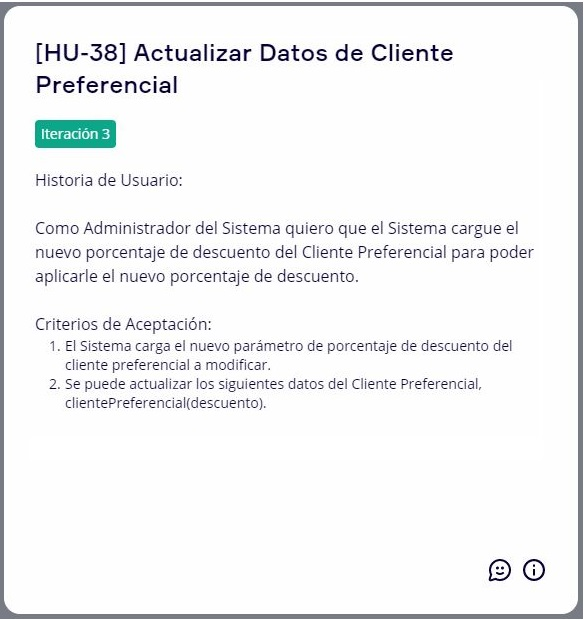 [HU-38] Actualizar Datos de Cliente
Preferencial
Iteración 3
Historia de Usuario:
Como Administrador del Sistema quiero que el Sistema cargue el
nuevo porcentaje de descuento del Cliente Preferencial para poder
aplicarle el nuevo porcentaje de descuento.
Criterios de Aceptación:
1. El Sistema carga el nuevo parámetro de porcentaje de descuento del
cliente preferencial a modificar.
2. Se puede actualizar los siguientes datos del Cliente Preferencial,
clientePreferencial(descuento).